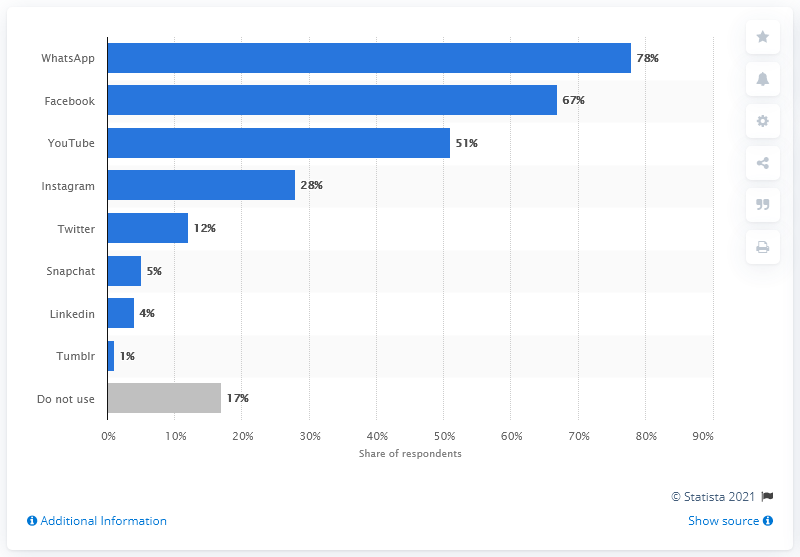 WhatsApp 78%
Facebook 67%
YouTube 51%
Instagram 28%
Twitter 12%
Snapchat 5%
Linkedin 4%
Tumblr 1%
Do not use 17%
0% 10% 20% 30% 40% 50% 60% 70% 80% 90%
Share of respondents
© Statista 2021
Additional Information Show source